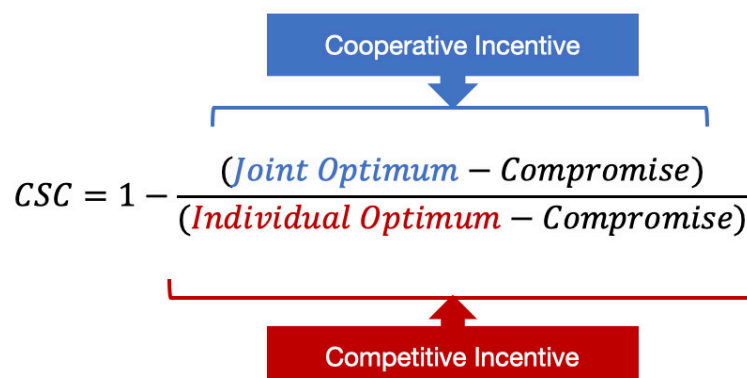 Cooperative Incentive
CSC = 1 − (Joint Optimum − Compromise)
(Individual Optimum − Compromise)
Competitive Incentive